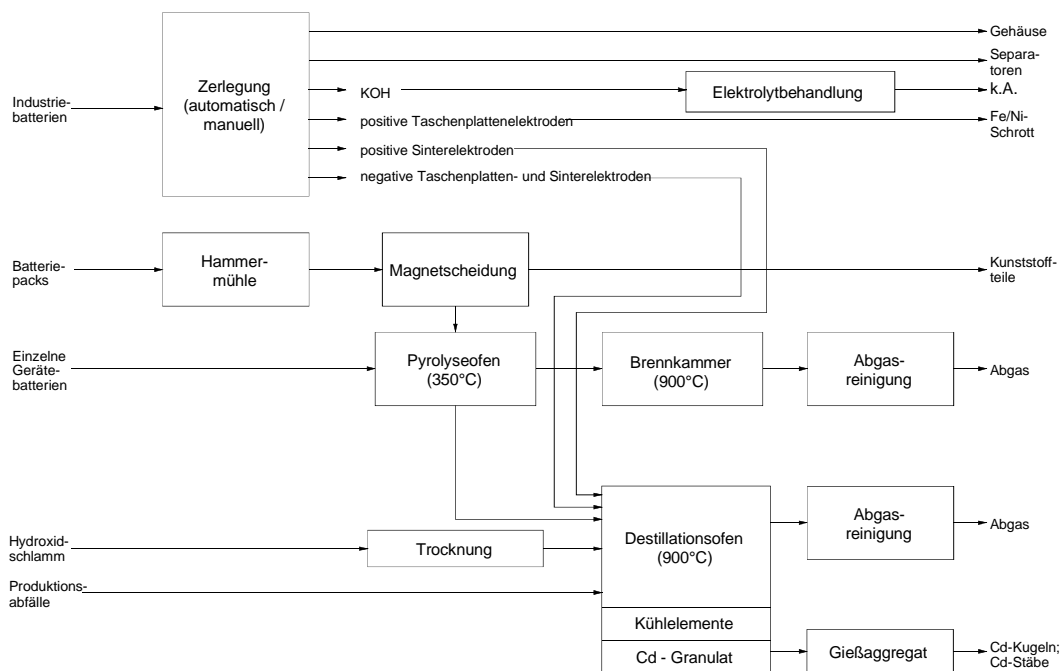 Gehäuse
Separa-
toren
Zerlegung
(automatisch /
manuell)
Industrie-
batterien
KOH
Elektrolytbehandlung
k.A.
positive Taschenplattenelektroden
Fe/Ni-
Schrott
positive Sinterelektroden
negative Taschenplatten- und Sinterelektroden
Batterie-
packs
Hammer-
mühle
Magnetscheidung
Kunststoff-
teile
Einzelne
Geräte-
batterien
Pyrolyseofen
(350°C)
Brennkammer
(900°C)
Abgas-
reinigung
Abgas
Hydroxid-
schlamm
Trocknung
Destillationsofen
(900°C)
Abgas-
reinigung
Abgas
Produktions-
abfälle
Kühlelemente
Cd - Granulat
Gießaggregat
Cd-Kugeln;
Cd-Stäbe